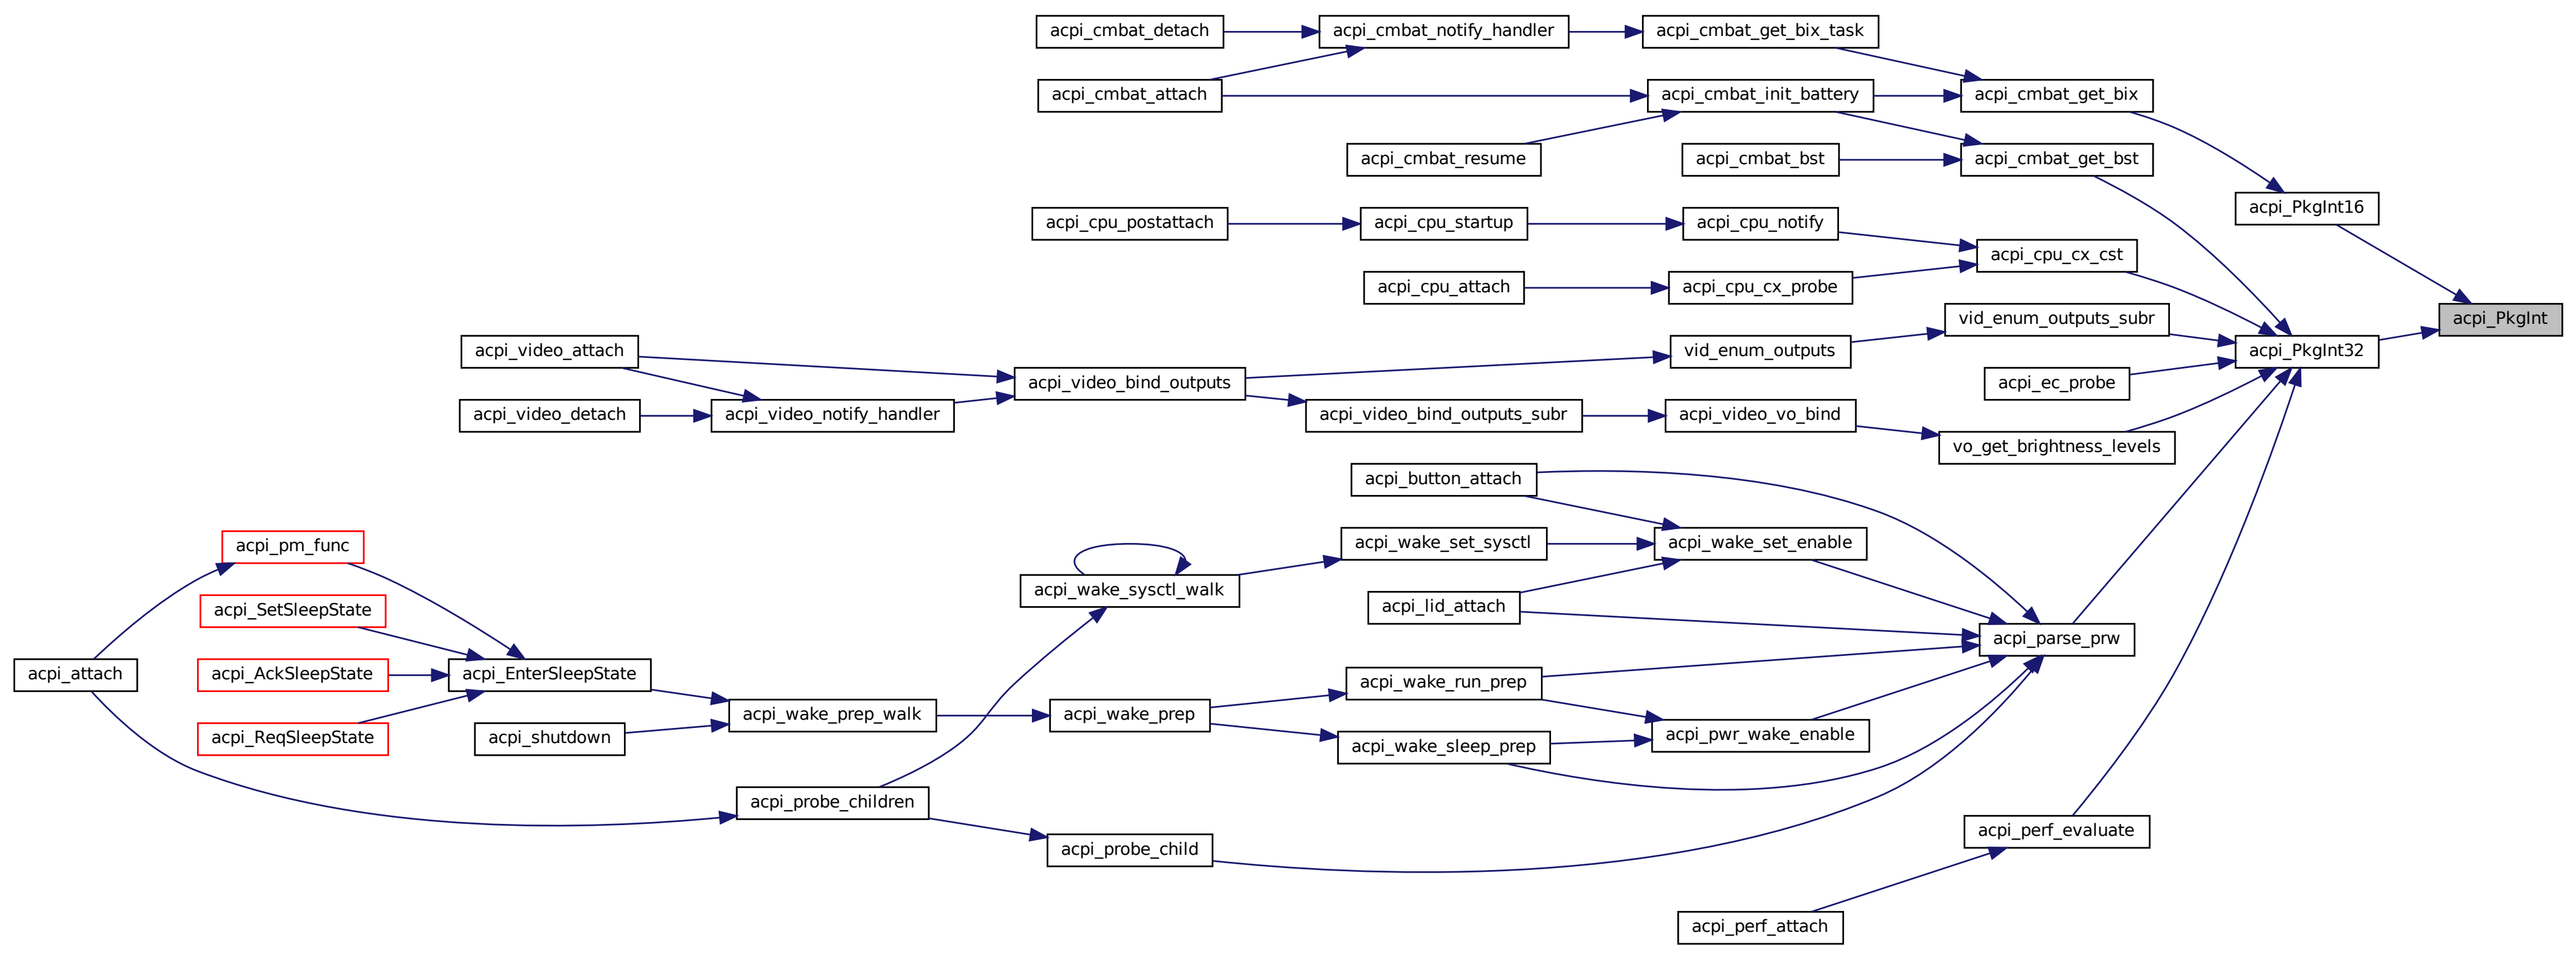 acpi_cmbat_detach
acpi_cmbat_notify_handler
acpi_cmbat_get_bix_task
acpi_cmbat_attach
acpi_cmbat_init_battery
acpi_cmbat_get_bix
acpi_cmbat_resume
acpi_cmbat_bst
acpi_cmbat_get_bst
acpi_PkgInt16
acpi_cpu_postattach
acpi_cpu_startup
acpi_cpu_notify
acpi_cpu_cx_cst
acpi_cpu_attach
acpi_cpu_cx_probe
acpi_PkgInt
vid_enum_outputs_subr
acpi_video_attach
vid_enum_outputs
acpi_PkgInt32
acpi_video_bind_outputs
acpi_ec_probe
acpi_video_detach
acpi_video_notify_handler
acpi_video_bind_outputs_subr
acpi_video_vo_bind
vo_get_brightness_levels
acpi_button_attach
acpi_pm_func
acpi_wake_set_sysctl
acpi_wake_set_enable
acpi_wake_sysctl_walk
acpi_SetSleepState
acpi_lid_attach
acpi_parse_prw
acpi_attach
acpi_AckSleepState
acpi_EnterSleepState
acpi_wake_run_prep
acpi_wake_prep_walk
acpi_wake_prep
acpi_ReqSleepState
acpi_shutdown
acpi_wake_sleep_prep
acpi_pwr_wake_enable
acpi_probe_children
acpi_perf_evaluate
acpi_probe_child
acpi_perf_attach